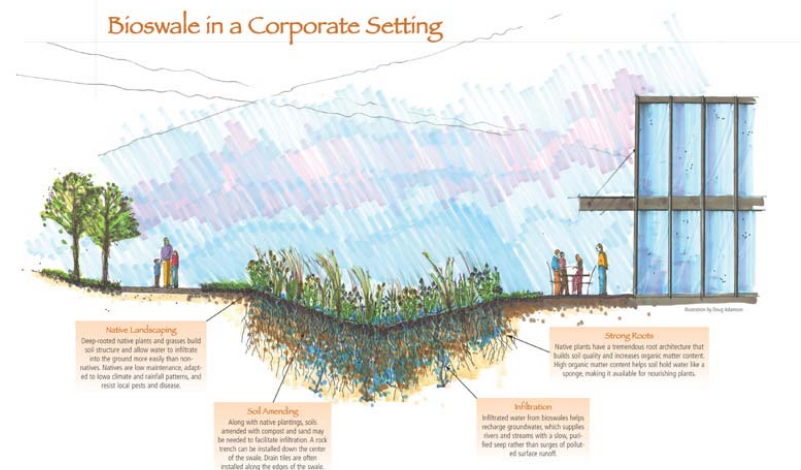 Bioswale in a Corporate Setting
Illustration by Doug Adamson
Native Landscaping
Deep-rooted native plants and grasses build
soil structure and allow water to infiltrate
into the ground more easily than non-
natives. Natives are low maintenance, adapt-
ed to Iowa climate and rainfall patterns, and
resist local pests and disease.
Strong Roots
Native plants have a tremendous root architecture that
builds soil quality and increases organic matter content.
High organic matter content helps soil hold water like a
sponge, making it available for nourishing plants.
Soil Amending
Along with native plantings, soils
amended with compost and sand may
be needed to facilitate infiltration. A rock
trench can be installed down the center
of the swale. Drain tiles are often
installed along the edges of the swale.
Infiltration
Infiltrated water from bioswales helps
recharge groundwater, which supplies
rivers and streams with a slow, puri-
fied seep rather than surges of pollut-
ed surface runoff.